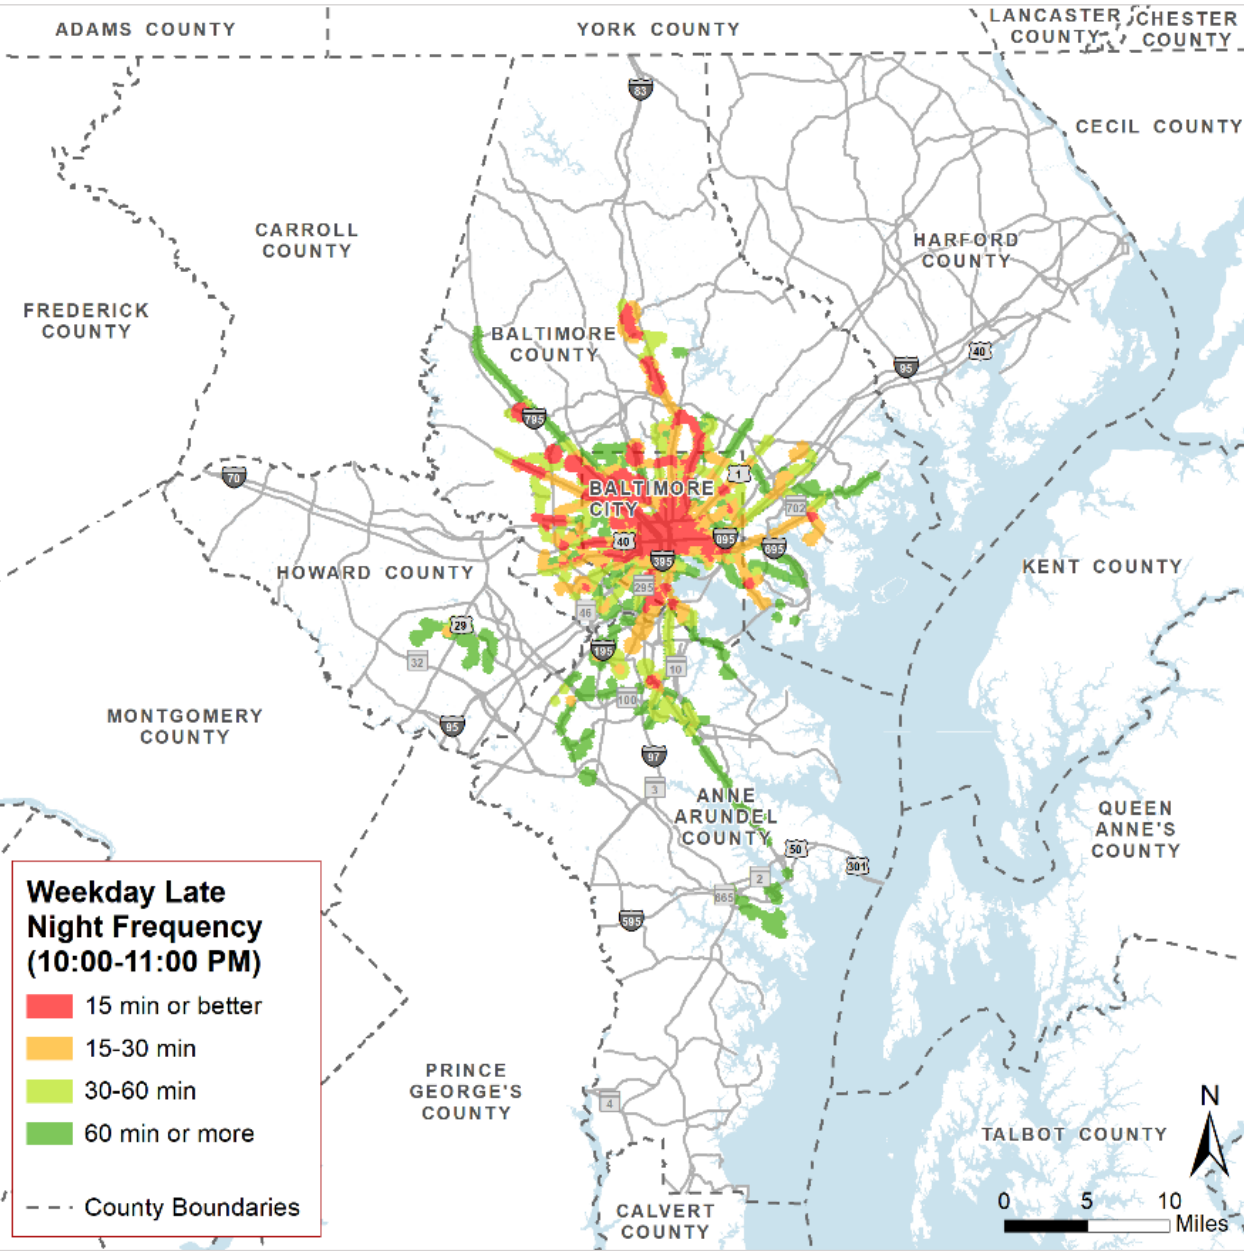 ADAMS COUNTY
YORK COUNTY
LANCASTER
COUNTY
CHESTER
COUNTY
83
CECIL COUNTY
CARROLL
COUNTY
HARFORD
COUNTY
FREDERICK
COUNTY
BALTIMORE
COUNTY
40
95
795
70
1
BALTIMORE
CITY
702
40
895
695
395
HOWARD COUNTY
KENT COUNTY
295
46
29
195
32
10
100
MONTGOMERY
COUNTY
95
97
3
ANNE
ARUNDEL
COUNTY
QUEEN
ANNE'S
COUNTY
50
301
2
665
595
Weekday Late
Night Frequency
(10:00-11:00 PM)
15 min or better
15-30 min
30-60 min
60 min or more
County Boundaries
PRINCE
GEORGE'S
COUNTY
4
N
TALBOT COUNTY
0 5 10
Miles
CALVERT
COUNTY